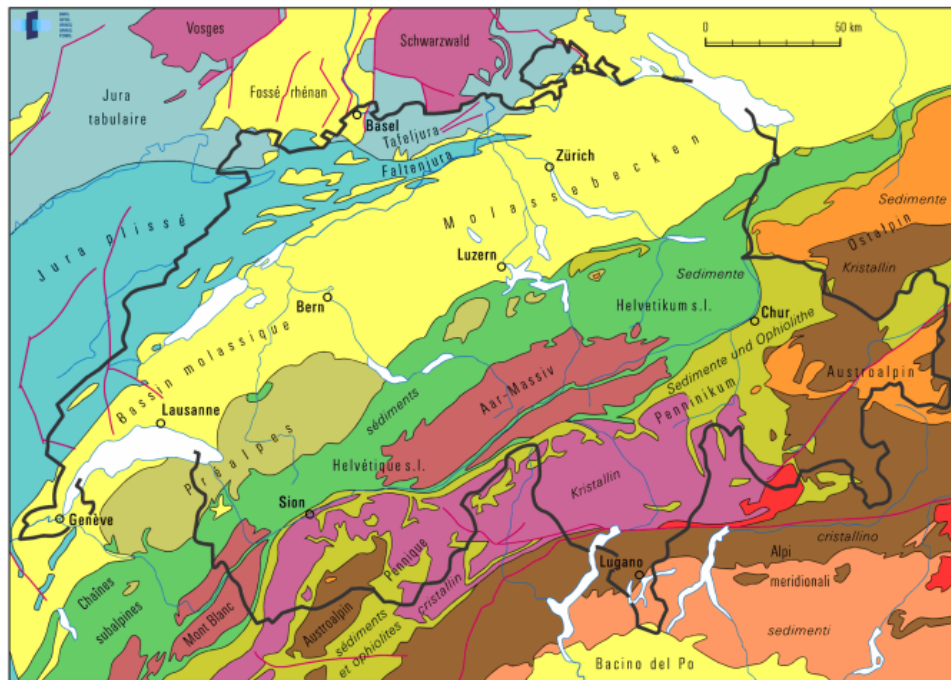 Vosges
Schwarzwald
0
50 km
Fossé rhénan
Jura
tabulaire
Basel
Tafeljura
Faltenjura
Zürich
Molassebecken
Sedimente
Ostalpin
Kristallin
Jura plissé
Luzern
Sedimente
Helvetikum s.l.
Bern
Chur
Sedimente und Ophiolithe
Penninikum
Austroalpin
Bassin molassique
Aar-Massiv
sédiments
Lausanne
Préalpes
Helvétique s.l.
Kristallin
Sion
Genève
cristallino
Alpi
meridionali
Lugano
Pennique
cristallin
Chaînes
subalpines
Mont Blanc
Austroalpin
sédiments
et ophiolites
sedimenti
Bacino del Po